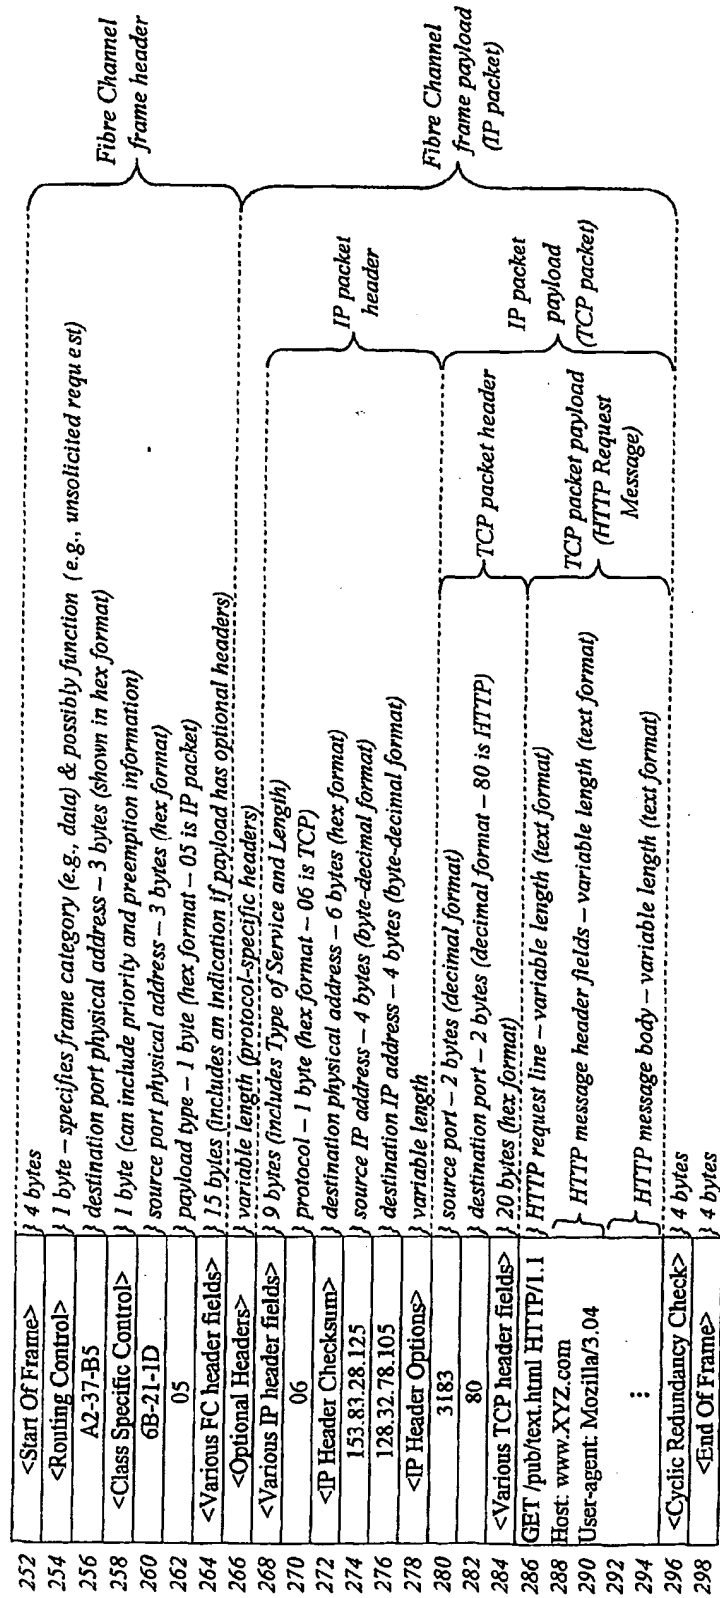 252 <Start Of Frame> } 4 bytes
254 <Routing Control> } 1 byte – specifies frame category (e.g., data) & possibly function (e.g., unsolicited request)
256 A2-37-B5 } destination port physical address – 3 bytes (shown in hex format)
258 <Class Specific Control> } 1 byte (can include priority and preemption information)
260 6B-21-1D } source port physical address – 3 bytes (hex format)
262 05 } payload type – 1 byte (hex format – 05 is IP packet)
264 <Various FC header fields> } 15 bytes (includes an Indication if payload has optional headers)
266 <Optional Headers> } variable length (protocol-specific headers)
268 <Various IP header fields> } 9 bytes (includes Type of Service and Length)
270 06 } protocol – 1 byte (hex format – 06 is TCP)
272 <IP Header Checksum> } destination physical address – 6 bytes (hex format)
274 153.83.28.125 } source IP address – 4 bytes (byte-decimal format)
276 128.32.78.105 } destination IP address – 4 bytes (byte-decimal format)
278 <IP Header Options> } variable length
280 3183 } source port – 2 bytes (decimal format)
282 80 } destination port – 2 bytes (decimal format – 80 is HTTP)
284 <Various TCP header fields> } 20 bytes (hex format)
286 GET /pub/text.html HTTP/1.1 } HTTP request line – variable length (text format)
288 Host: www.XYZ.com
290 User-agent: Mozilla/3.04
HTTP message header fields – variable length (text format)
292
294 ⋮
HTTP message body – variable length (text format)
296 <Cyclic Redundancy Check> } 4 bytes
298 <End Of Frame> } 4 bytes
TCP packet header
TCP packet payload
(HTTP Request
Message)
IP packet
header
IP packet
payload
(TCP packet)
Fibre Channel
frame header
Fibre Channel
frame payload
(IP packet)